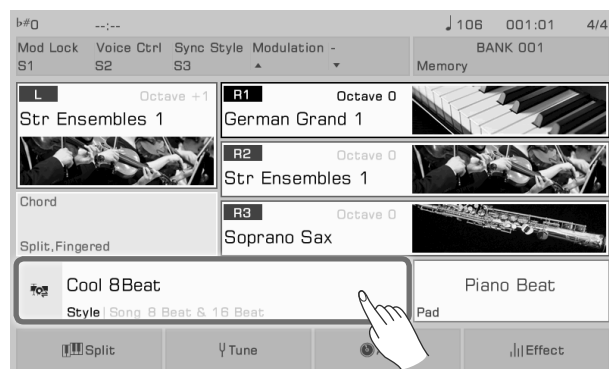 ♭#0 --:-- ♩106 001:01 4/4
Mod Lock Voice Ctrl Sync Style Modulation - BANK 001
S1 S2 S3 ▲ ▼ Memory
L Octave +1
Str Ensembles 1
R1 Octave 0
German Grand 1
R2 Octave 0
Str Ensembles 1
R3 Octave 0
Soprano Sax
Chord
Split,Fingered
Cool 8Beat
Style | Song 8 Beat & 16 Beat
Piano Beat
Pad
Split Tune Effect